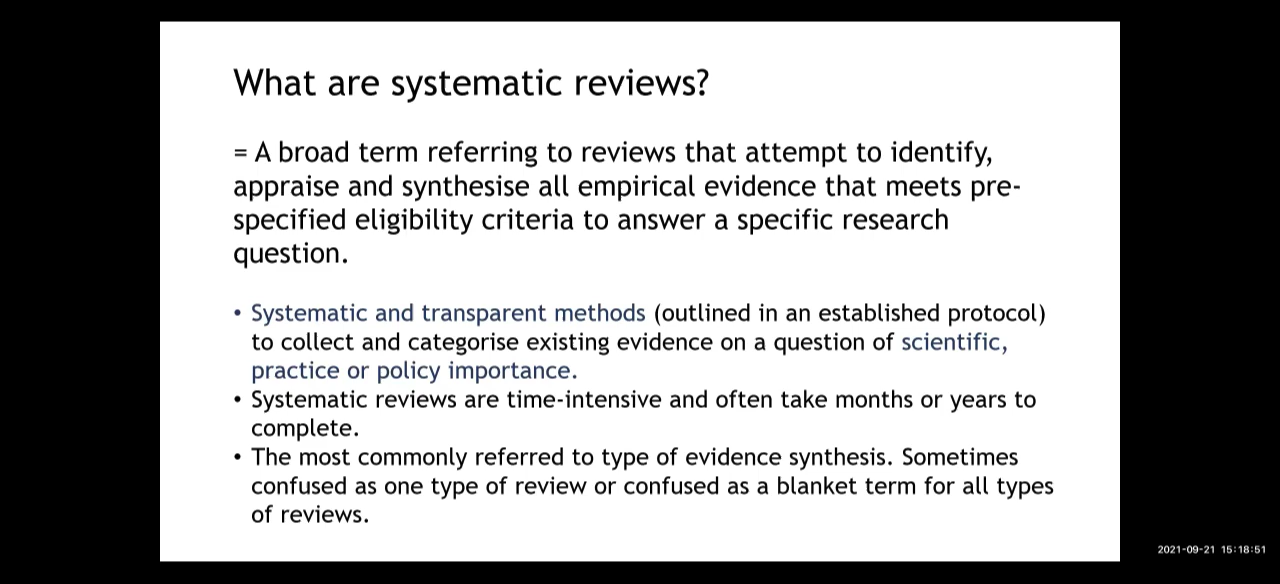 What are systematic reviews?
= A broad term referring to reviews that attempt to identify,
appraise and synthesise all empirical evidence that meets pre-
specified eligibility criteria to answer a specific research
question.
• Systematic and transparent methods (outlined in an established protocol)
to collect and categorise existing evidence on a question of scientific,
practice or policy importance.
• Systematic reviews are time-intensive and often take months or years to
complete.
• The most commonly referred to type of evidence synthesis. Sometimes
confused as one type of review or confused as a blanket term for all types
of reviews.
2021-09-21 15:18:51